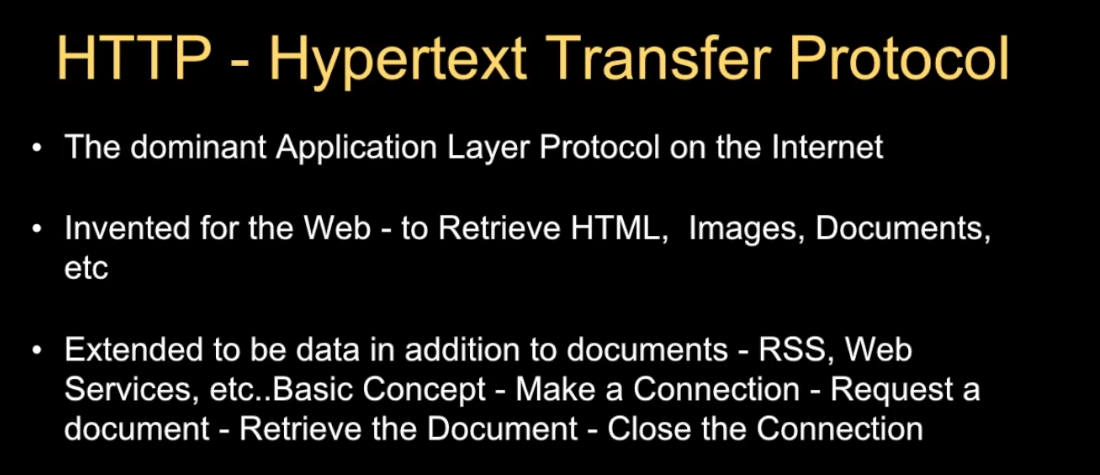 HTTP - Hypertext Transfer Protocol
• The dominant Application Layer Protocol on the Internet
• Invented for the Web - to Retrieve HTML,  Images, Documents,
etc
• Extended to be data in addition to documents - RSS, Web
Services, etc..Basic Concept - Make a Connection - Request a
document - Retrieve the Document - Close the Connection